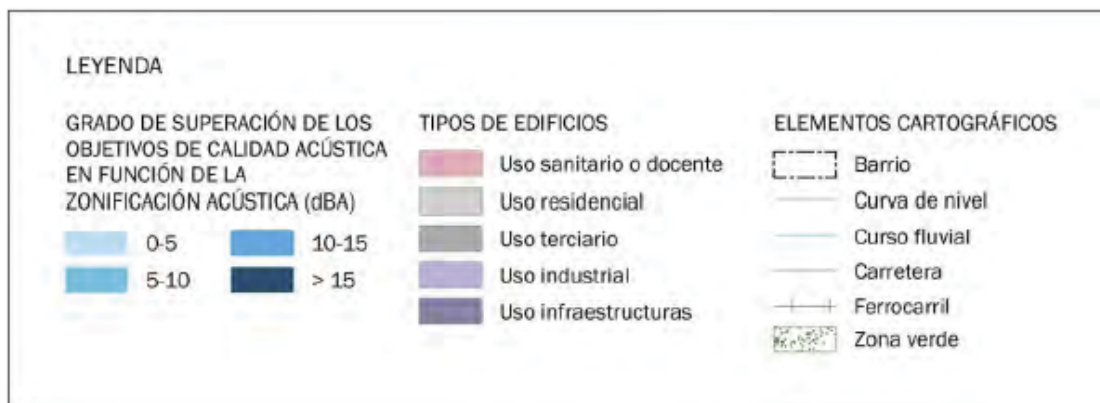 LEYENDA
GRADO DE SUPERACIÓN DE LOS
OBJETIVOS DE CALIDAD ACÚSTICA
EN FUNCIÓN DE LA
ZONIFICACIÓN ACÚSTICA (dBA)
0-5
10-15
5-10
> 15
TIPOS DE EDIFICIOS
Uso sanitario o docente
Uso residencial
Uso terciario
Uso industrial
Uso infraestructuras
ELEMENTOS CARTOGRÁFICOS
Barrio
Curva de nivel
Curso fluvial
Carretera
Ferrocarril
Zona verde